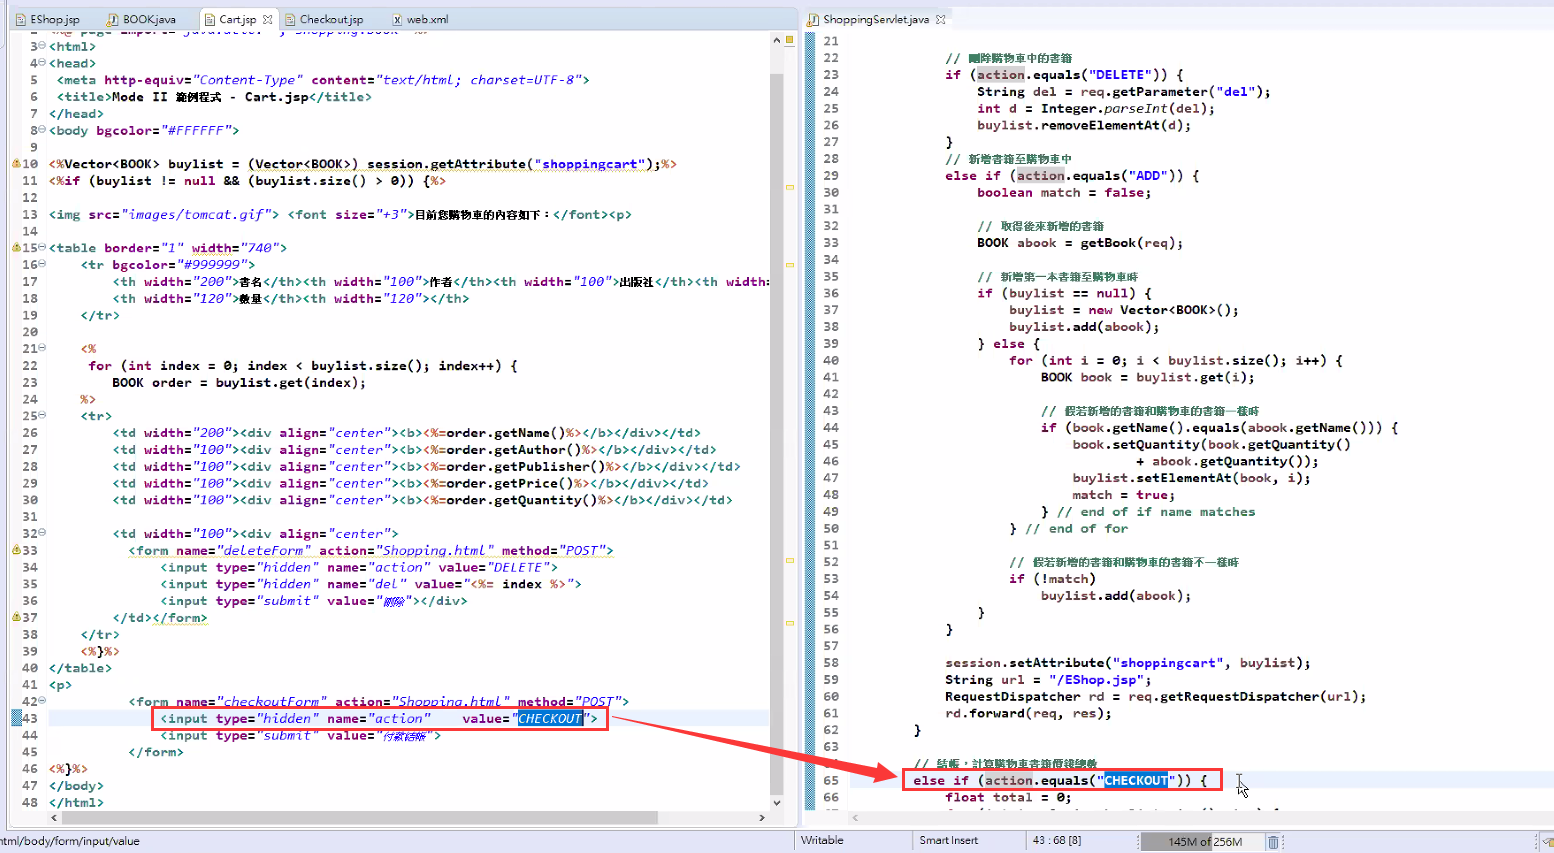 EShop.jsp BOOK.java Cart.jsp Checkout.jsp web.xml
3 <html>
4 <head>
5 <meta http-equiv="Content-Type" content="text/html; charset=UTF-8">
6 <title>Mode II 範例程式 - Cart.jsp</title>
7 </head>
8 <body bgcolor="#FFFFFF">
9
10 <%Vector<BOOK> buylist = (Vector<BOOK>) session.getAttribute("shoppingcart");%>
11 <%if (buylist != null && (buylist.size() > 0)) {%>
12
13 <img src="images/tomcat.gif"> <font size="+3">目前您購物車的內容如下：</font><p>
14
15 <table border="1" width="740">
16 <tr bgcolor="#999999">
17 <th width="200">書名</th><th width="100">作者</th><th width="100">出版社</th><th width=
18 <th width="120">數量</th><th width="120"></th>
19 </tr>
20
21 <%
22 for (int index = 0; index < buylist.size(); index++) {
23 BOOK order = buylist.get(index);
24 %>
25 <tr>
26 <td width="200"><div align="center"><b><%=order.getName()%></b></div></td>
27 <td width="100"><div align="center"><b><%=order.getAuthor()%></b></div></td>
28 <td width="100"><div align="center"><b><%=order.getPublisher()%></b></div></td>
29 <td width="100"><div align="center"><b><%=order.getPrice()%></b></div></td>
30 <td width="100"><div align="center"><b><%=order.getQuantity()%></b></div></td>
31
32 <td width="100"><div align="center">
33 <form name="deleteForm" action="Shopping.html" method="POST">
34 <input type="hidden" name="action" value="DELETE">
35 <input type="hidden" name="del" value="<%= index %>">
36 <input type="submit" value="刪除"></div>
37 </td></form>
38 </tr>
39 <%}%>
40 </table>
41 <p>
42 <form name="checkoutForm" action="Shopping.html" method="POST">
43 <input type="hidden" name="action" value="CHECKOUT">
44 <input type="submit" value="付款結帳">
45 </form>
46 <%}%>
47 </body>
48 </html>
ShoppingServlet.java
21
22 // 刪除購物車中的書籍
23 if (action.equals("DELETE")) {
24 String del = req.getParameter("del");
25 int d = Integer.parseInt(del);
26 buylist.removeElementAt(d);
27 }
28 // 新增書籍至購物車中
29 else if (action.equals("ADD")) {
30 boolean match = false;
31
32 // 取得後來新增的書籍
33 BOOK abook = getBook(req);
34
35 // 新增第一本書籍至購物車時
36 if (buylist == null) {
37 buylist = new Vector<BOOK>();
38 buylist.add(abook);
39 } else {
40 for (int i = 0; i < buylist.size(); i++) {
41 BOOK book = buylist.get(i);
42
43 // 假若新增的書籍和購物車的書籍一樣時
44 if (book.getName().equals(abook.getName())) {
45 book.setQuantity(book.getQuantity()
46 + abook.getQuantity());
47 buylist.setElementAt(book, i);
48 match = true;
49 } // end of if name matches
50 } // end of for
51
52 // 假若新增的書籍和購物車的書籍不一樣時
53 if (!match)
54 buylist.add(abook);
55 }
56 }
57
58 session.setAttribute("shoppingcart", buylist);
59 String url = "/EShop.jsp";
60 RequestDispatcher rd = req.getRequestDispatcher(url);
61 rd.forward(req, res);
62 }
63
// 結帳，計算購物車書籍價錢總數
65 else if (action.equals("CHECKOUT")) {
66 float total = 0;
html/body/form/input/value Writable Smart Insert 43 : 68 [8] 145M of 256M